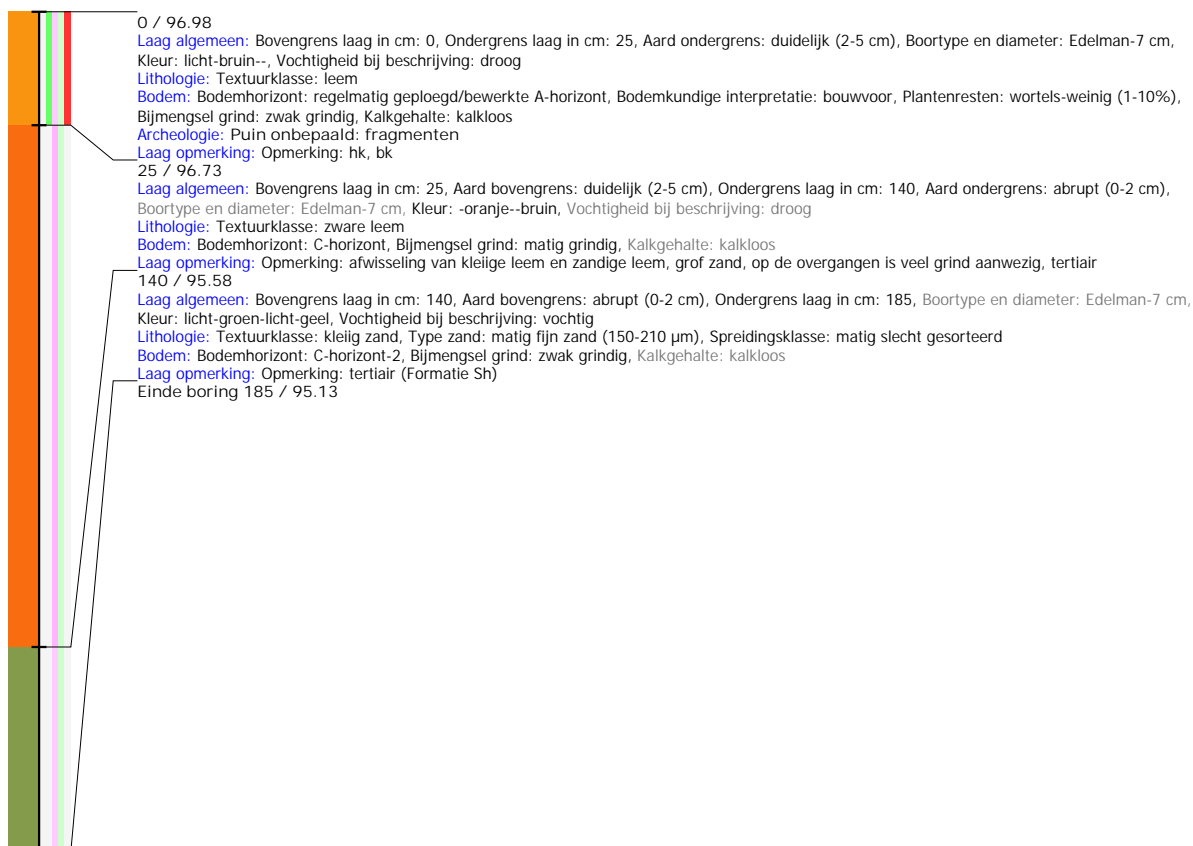 0 / 96.98
Laag algemeen: Bovengrens laag in cm: 0, Ondergrens laag in cm: 25, Aard ondergrens: duidelijk (2-5 cm), Boortype en diameter: Edelman-7 cm,
Kleur: licht-bruin--, Vochtigheid bij beschrijving: droog
Lithologie: Textuurklasse: leem
Bodem: Bodemhorizont: regelmatig geploegd/bewerkte A-horizont, Bodemkundige interpretatie: bouwvoor, Plantenresten: wortels-weinig (1-10%),
Bijmengsel grind: zwak grindig, Kalkgehalte: kalkloos
Archeologie: Puin onbepaald: fragmenten
Laag opmerking: Opmerking: hk, bk
25 / 96.73
Laag algemeen: Bovengrens laag in cm: 25, Aard bovengrens: duidelijk (2-5 cm), Ondergrens laag in cm: 140, Aard ondergrens: abrupt (0-2 cm),
Boortype en diameter: Edelman-7 cm, Kleur: -oranje--bruin, Vochtigheid bij beschrijving: droog
Lithologie: Textuurklasse: zware leem
Bodem: Bodemhorizont: C-horizont, Bijmengsel grind: matig grindig, Kalkgehalte: kalkloos
Laag opmerking: Opmerking: afwisseling van kleiige leem en zandige leem, grof zand, op de overgangen is veel grind aanwezig, tertiair
140 / 95.58
Laag algemeen: Bovengrens laag in cm: 140, Aard bovengrens: abrupt (0-2 cm), Ondergrens laag in cm: 185, Boortype en diameter: Edelman-7 cm,
Kleur: licht-groen-licht-geel, Vochtigheid bij beschrijving: vochtig
Lithologie: Textuurklasse: kleiig zand, Type zand: matig fijn zand (150-210 µm), Spreidingsklasse: matig slecht gesorteerd
Bodem: Bodemhorizont: C-horizont-2, Bijmengsel grind: zwak grindig, Kalkgehalte: kalkloos
Laag opmerking: Opmerking: tertiair (Formatie Sh)
Einde boring 185 / 95.13